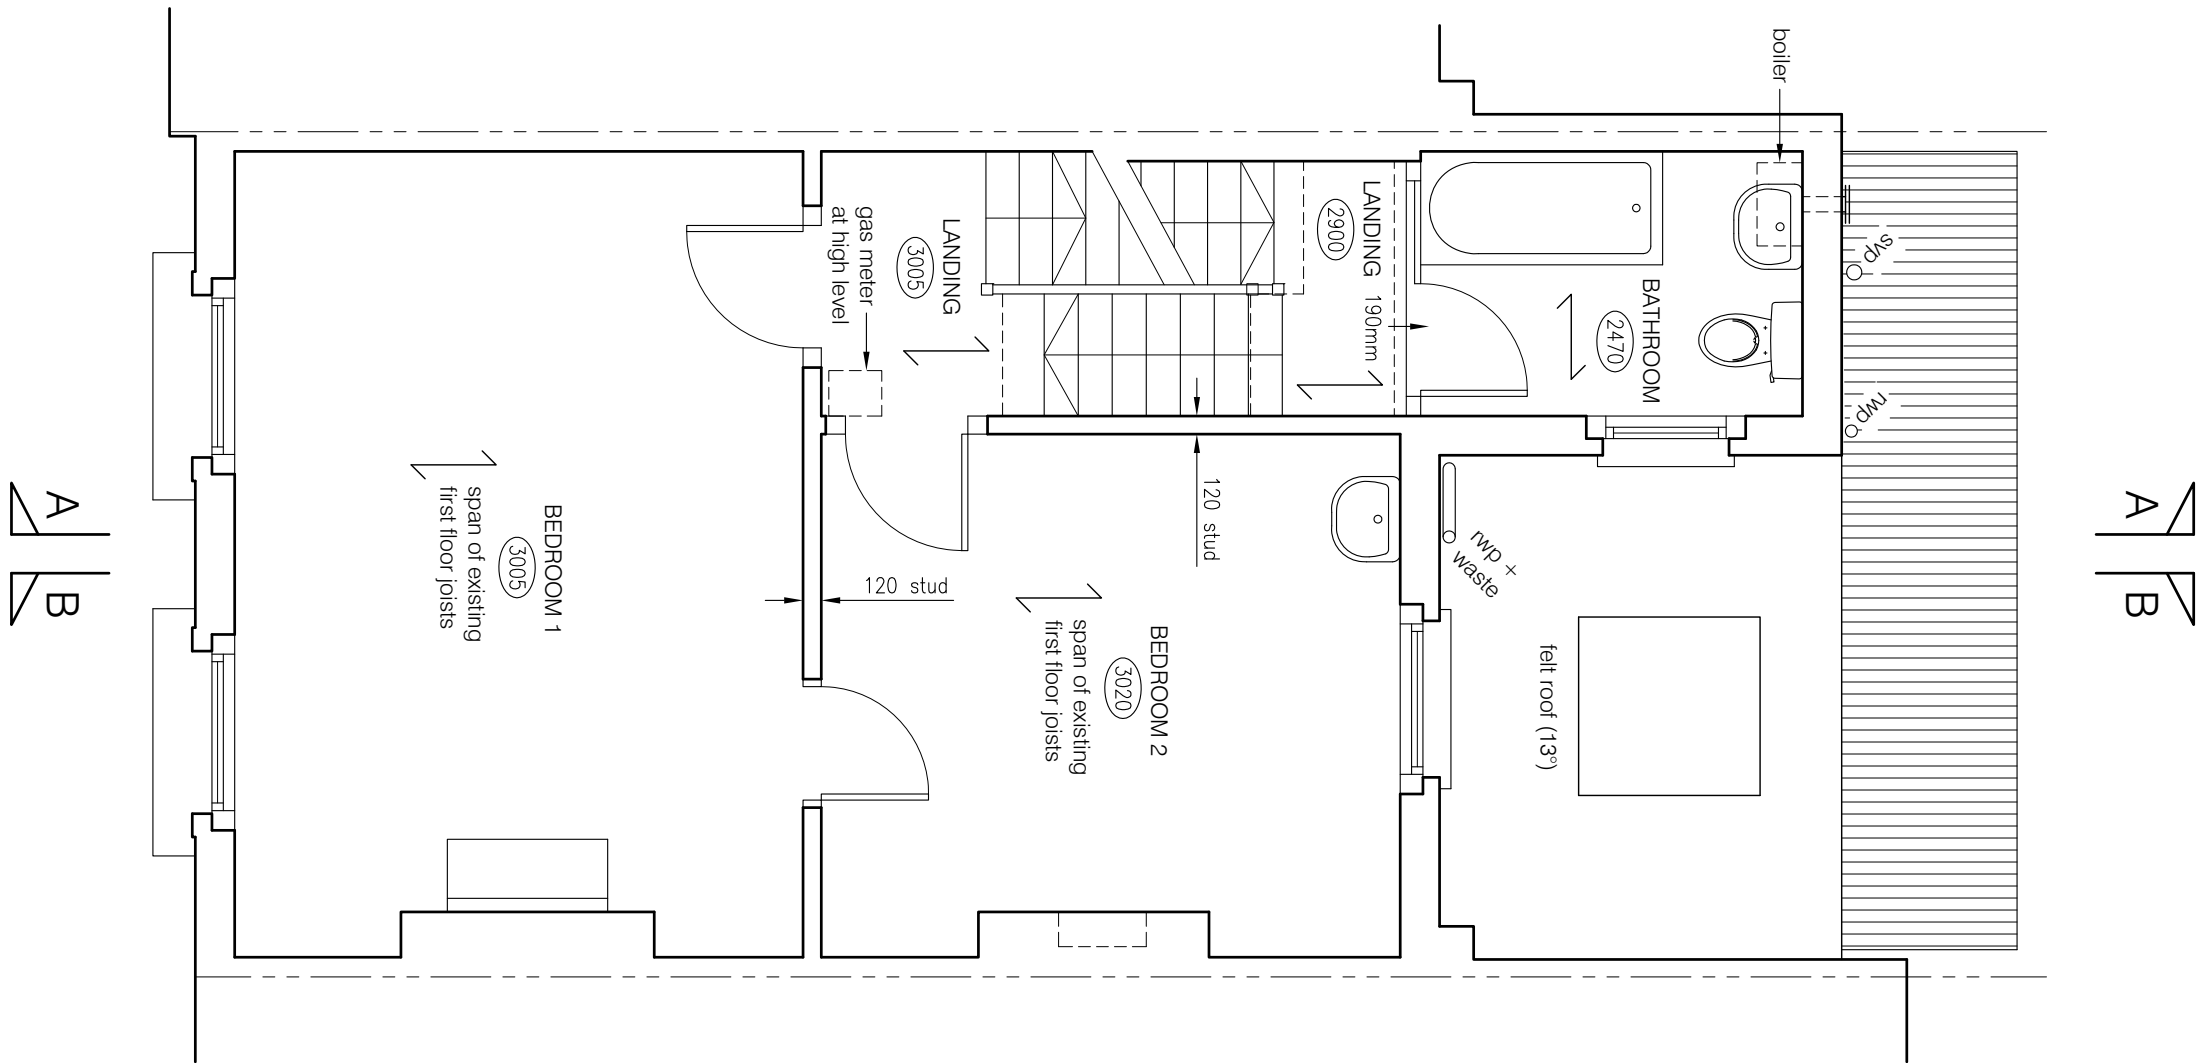 boiler
svp
rwp
BATHROOM
2470
LANDING
2900
190mm
LANDING
3005
gas meter
at high level
120 stud
120 stud
rwp +
waste
felt roof (13°)
BEDROOM 1
3005
span of existing
first floor joists
BEDROOM 2
3020
span of existing
first floor joists
A
B
A
B